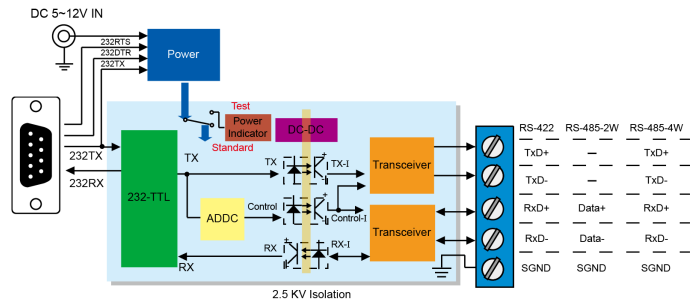 DC 5~12V IN
232RTS
232DTR
232TX
Power
Test
Power
Indicator
DC-DC
Standard
232TX
232RX
232-TTL
TX
TX
TX-I
Transceiver
ADDC
Control
Control-I
Transceiver
RX
RX
RX-I
2.5 KV Isolation
RS-422 RS-485-2W RS-485-4W
TxD+ – TxD+
TxD- – TxD-
RxD+ Data+ RxD+
RxD- Data- RxD-
SGND SGND SGND